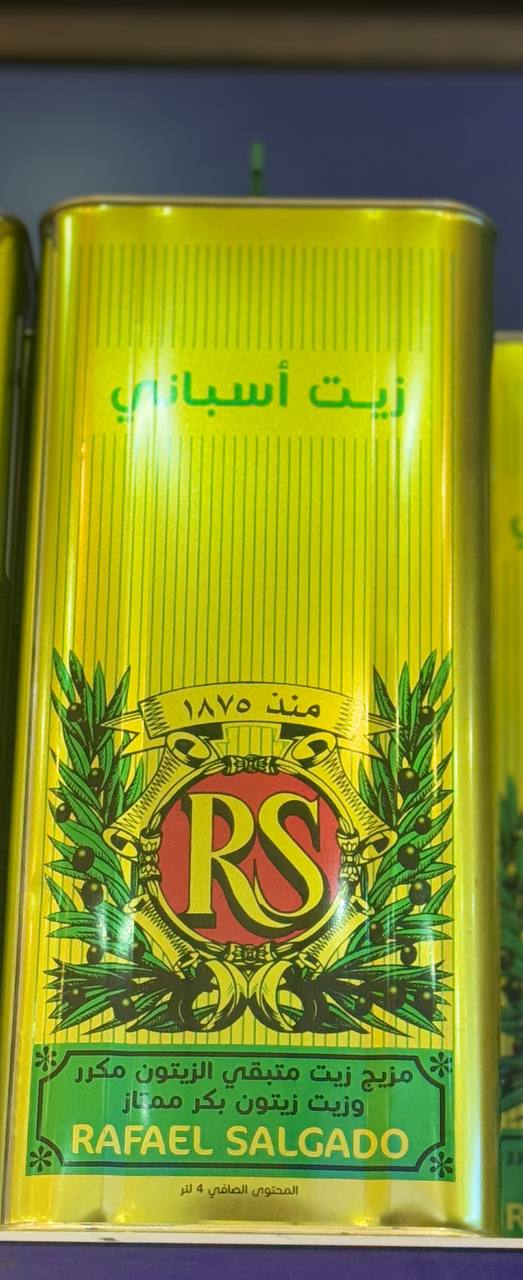 زيت أسباني
منذ ١٨٧٥
RS
مزيج زيت متبقي الزيتون مكرر
وزيت زيتون بكر ممتاز
RAFAEL SALGADO
المحتوى الصافي 4 لتر